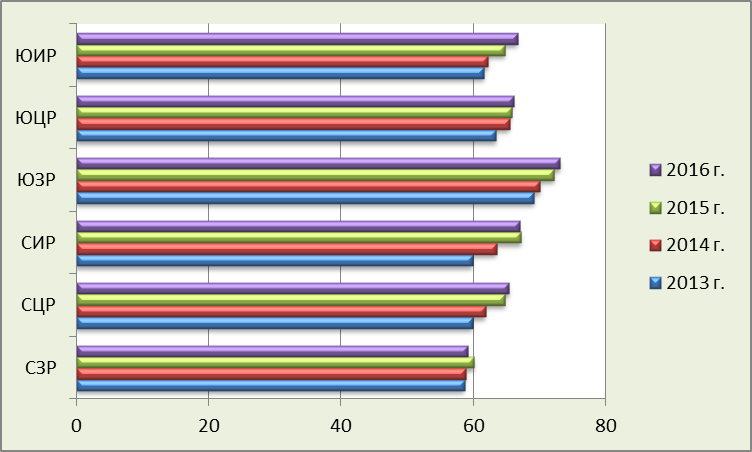 ЮИР
ЮЦР
ЮЗР
СИР
СЦР
СЗР
0 20 40 60 80
2016 г.
2015 г.
2014 г.
2013 г.